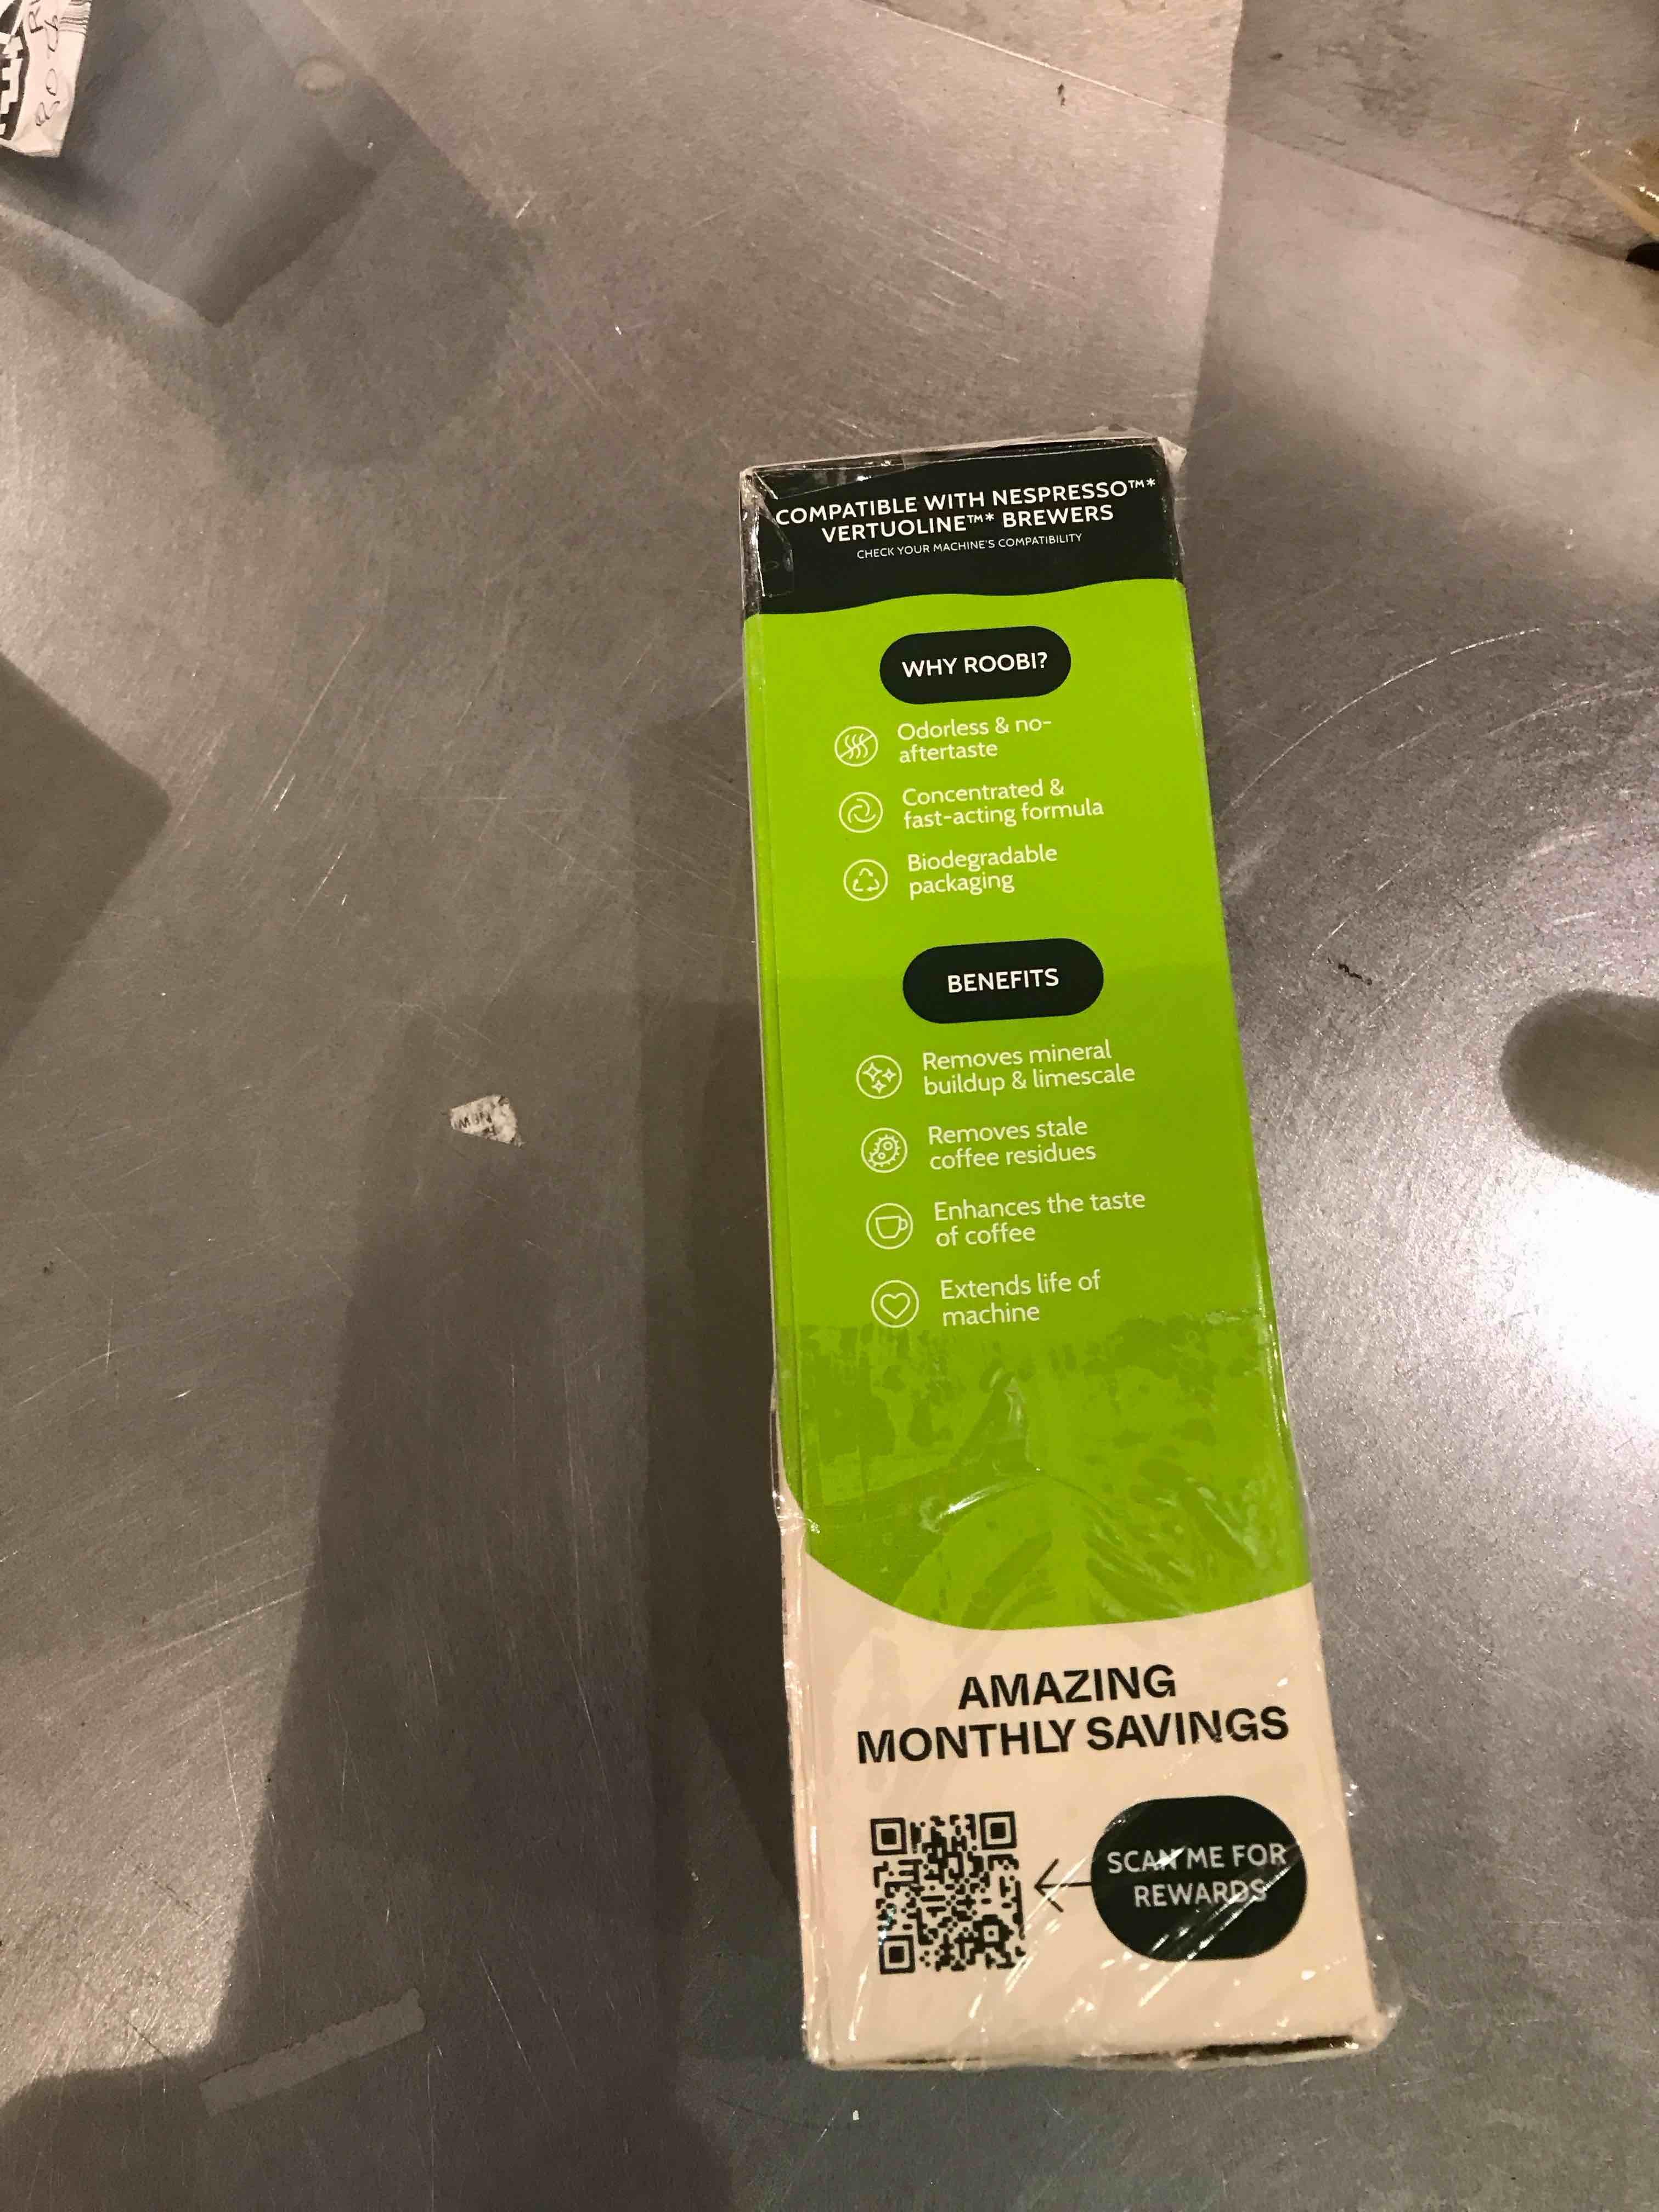 COMPATIBLE WITH NESPRESSO™*
VERTUOLINE™* BREWERS
CHECK YOUR MACHINE'S COMPATIBILITY
WHY ROOBI?
Odorless & no-
aftertaste
Concentrated &
fast-acting formula
Biodegradable
packaging
BENEFITS
Removes mineral
buildup & limescale
Removes stale
coffee residues
Enhances the taste
of coffee
Extends life of
machine
AMAZING
MONTHLY SAVINGS
SCAN ME FOR
REWARDS